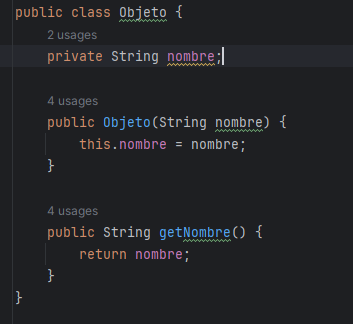 public class Objeto {
2 usages
private String nombre;
4 usages
public Objeto(String nombre) {
this.nombre = nombre;
}
4 usages
public String getNombre() {
return nombre;
}
}